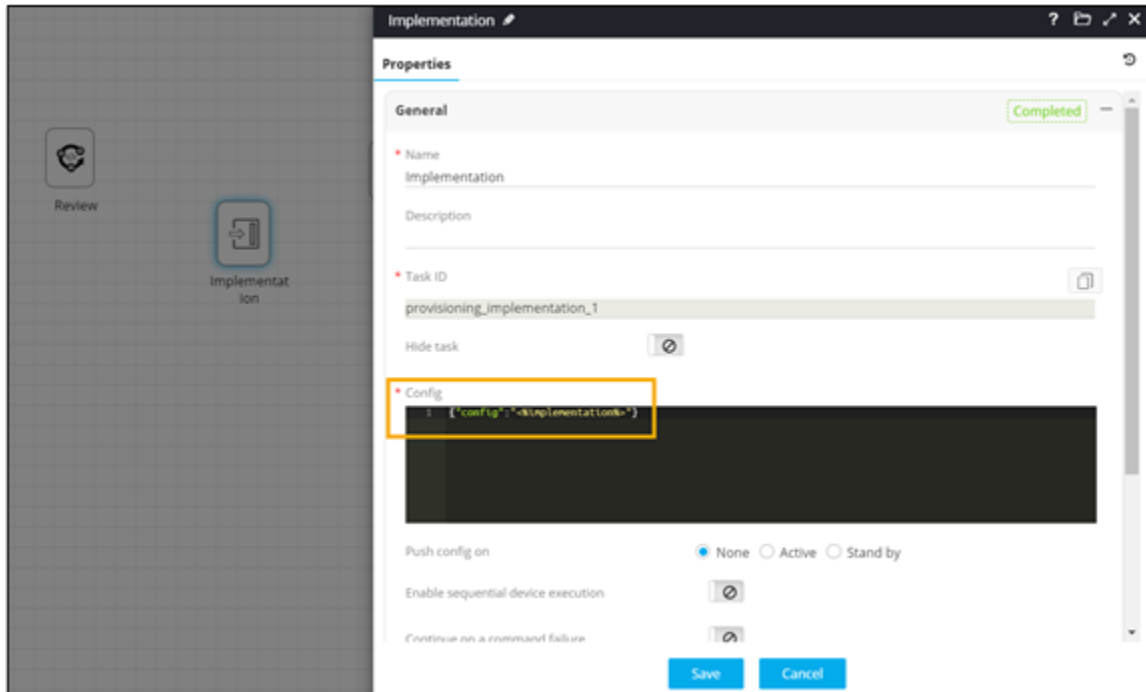 Implementation
?
Properties
General
Completed
* Name
Implementation
Review
Description
Implementat
ion
* Task ID
provisioning_implementation_1
Hide task
* Config
1 {"config":"<%implementation%>"}
Push config on
None Active Stand by
Enable sequential device execution
Continue on a command failure
Save Cancel